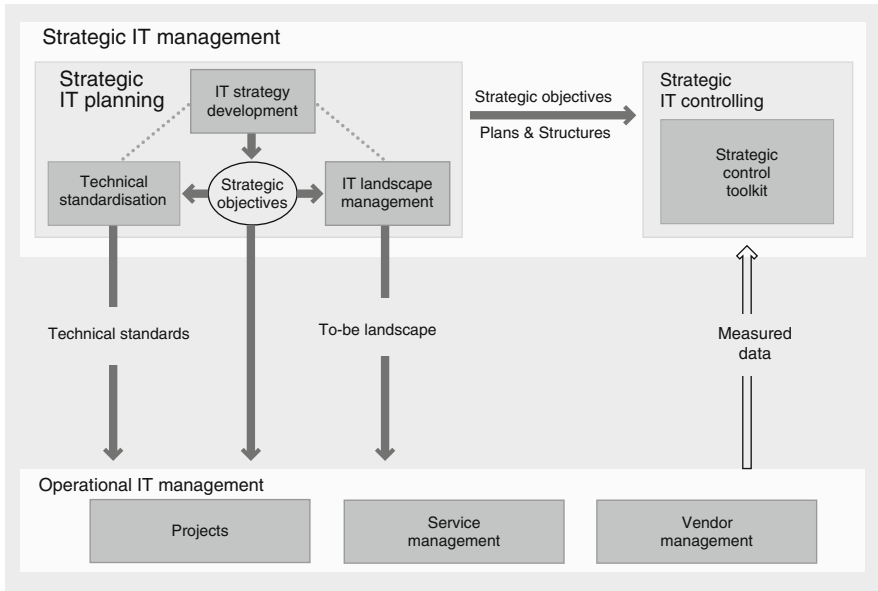 Strategic IT management
Strategic
IT planning
IT strategy
development
Technical
standardisation
Strategic
objectives
IT landscape
management
Strategic objectives
Plans & Structures
Strategic
IT controlling
Strategic
control
toolkit
Technical standards
To-be landscape
Measured
data
Operational IT management
Projects
Service
management
Vendor
management